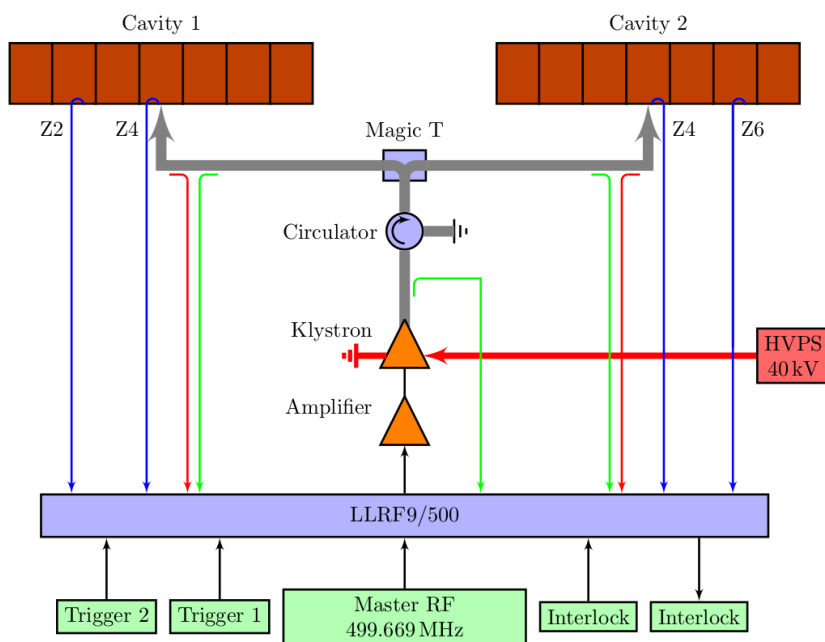 Cavity 1
Cavity 2
Z2
Z4
Magic T
Z4
Z6
Circulator
Klystron
HVPS
40 kV
Amplifier
LLRF9/500
Trigger 2
Trigger 1
Master RF
499.669 MHz
Interlock
Interlock